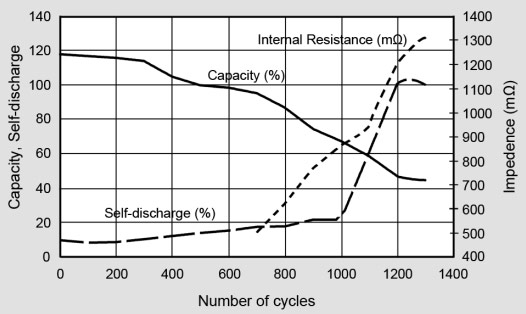 140
120
100
80
60
40
20
0
Capacity, Self-discharge
Internal Resistance (mΩ)
Capacity (%)
Self-discharge (%)
1400
1300
1200
1100
1000
900
800
700
600
500
400
Impedence (mΩ)
0 200 400 600 800 1000 1200 1400
Number of cycles